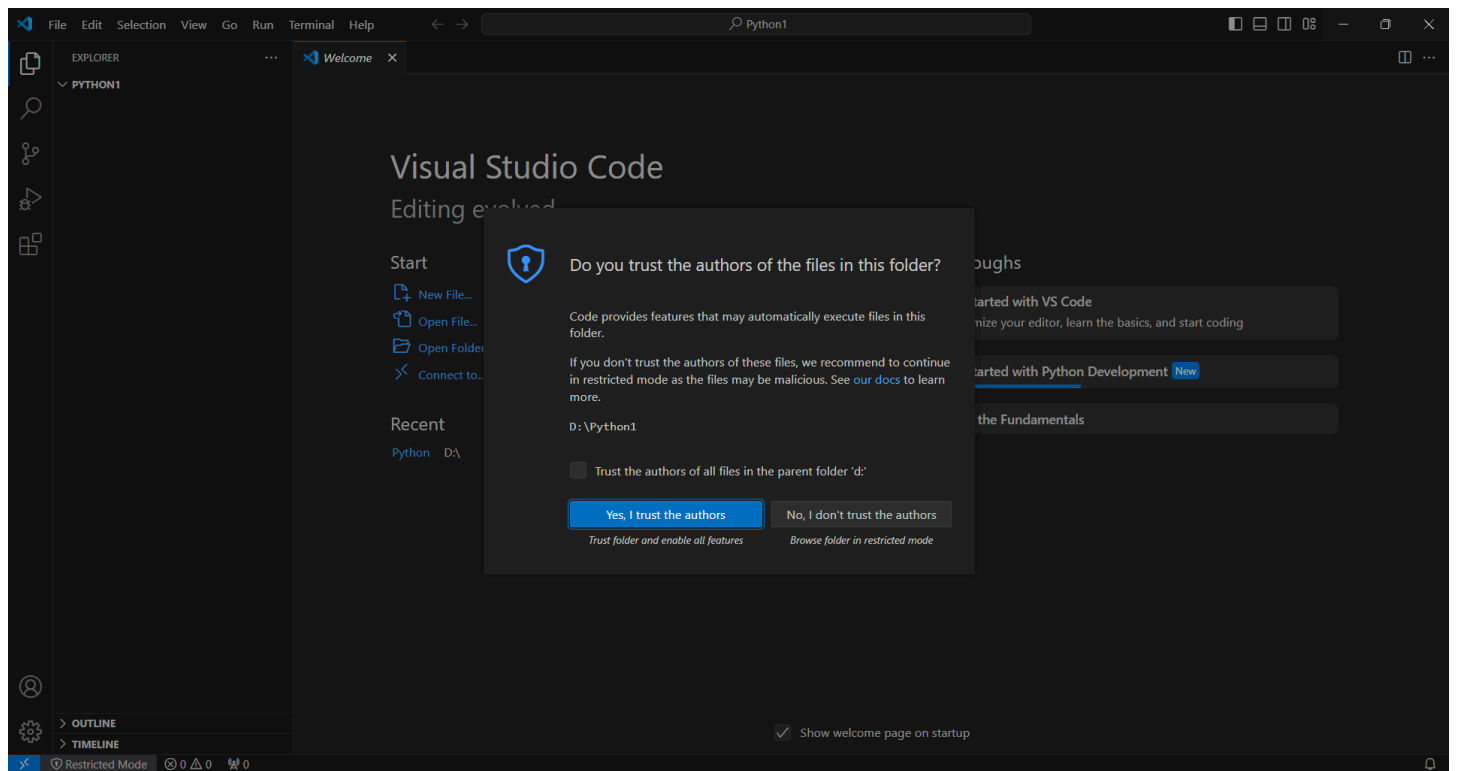 File Edit Selection View Go Run Terminal Help
Python1
EXPLORER
Welcome
PYTHON1
Visual Studio Code
Editing evolved
Start
New File...
Open File...
Open Folder
Connect to..
Recent
Python D:\
Do you trust the authors of the files in this folder?
Code provides features that may automatically execute files in this
folder.
If you don't trust the authors of these files, we recommend to continue
in restricted mode as the files may be malicious. See our docs to learn
more.
D:\Python1
Trust the authors of all files in the parent folder 'd:'
Yes, I trust the authors
No, I don't trust the authors
Trust folder and enable all features
Browse folder in restricted mode
oughs
tarted with VS Code
mize your editor, learn the basics, and start coding
tarted with Python Development New
the Fundamentals
OUTLINE
TIMELINE
Show welcome page on startup
Restricted Mode 0 0 0